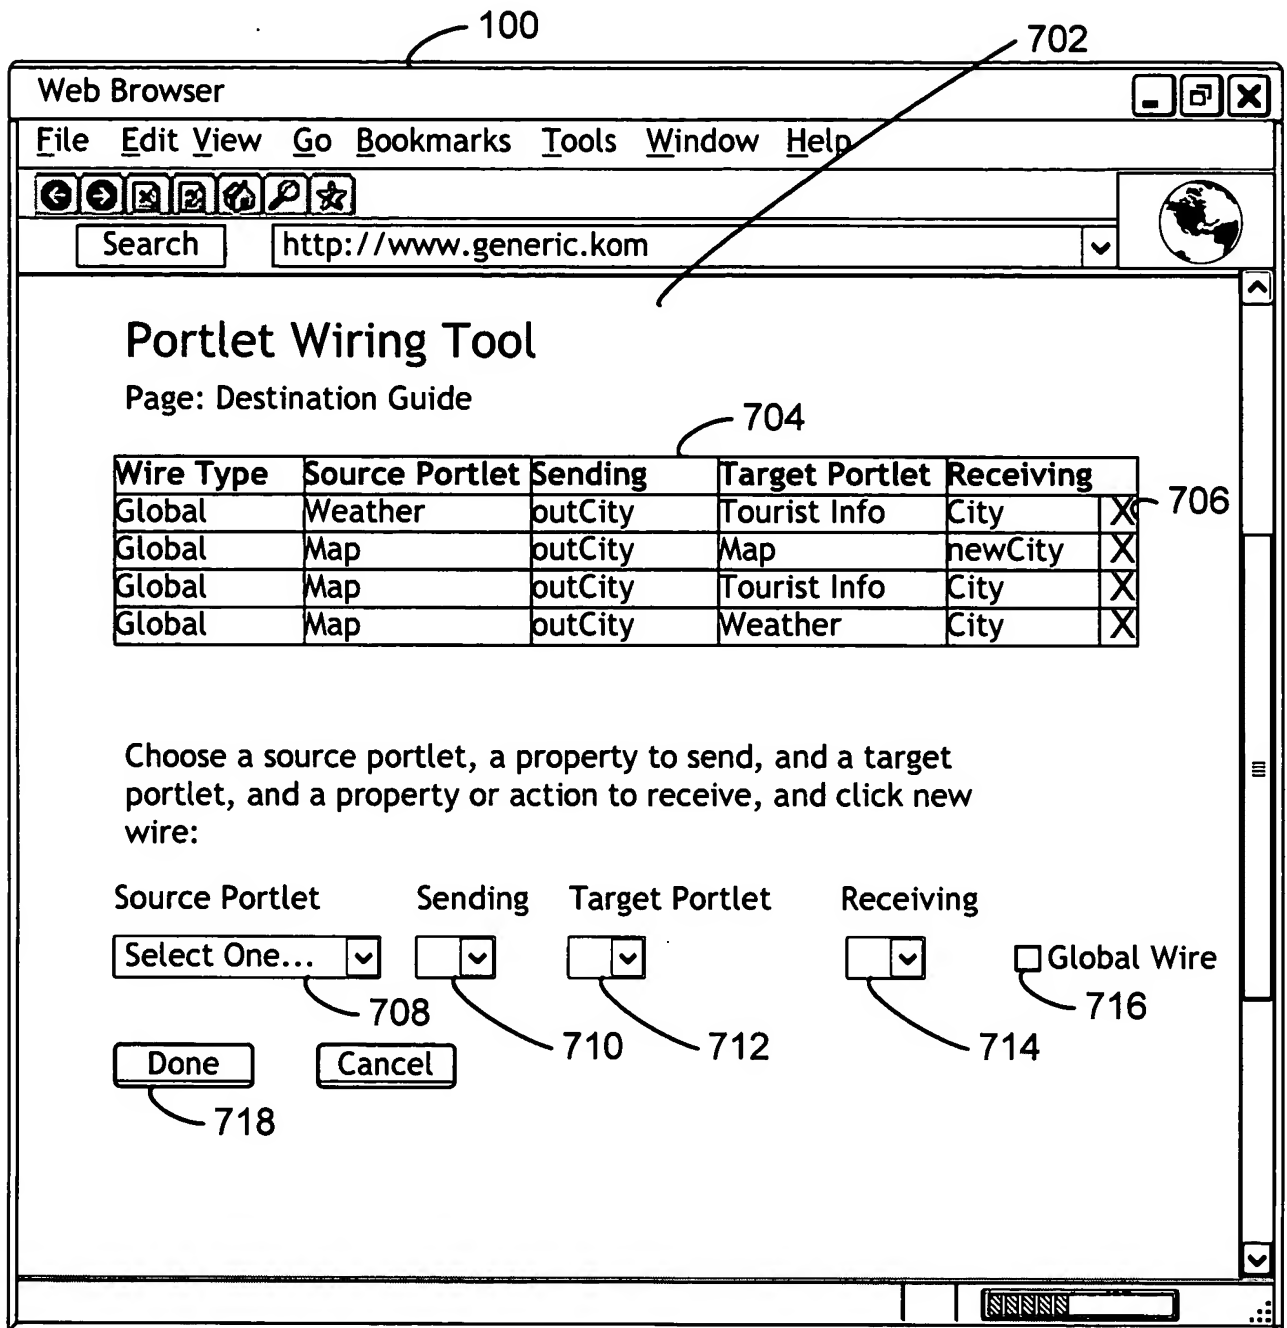 100
702
Web Browser
File Edit View Go Bookmarks Tools Window Help
Search http://www.generic.kom
Portlet Wiring Tool
Page: Destination Guide
704
Wire Type Source Portlet Sending Target Portlet Receiving
Global Weather outCity Tourist Info City X 706
Global Map outCity Map newCity X
Global Map outCity Tourist Info City X
Global Map outCity Weather City X
Choose a source portlet, a property to send, and a target
portlet, and a property or action to receive, and click new
wire:
Source Portlet Sending Target Portlet Receiving
Select One... Global Wire
708 710 712 714 716
Done Cancel
718